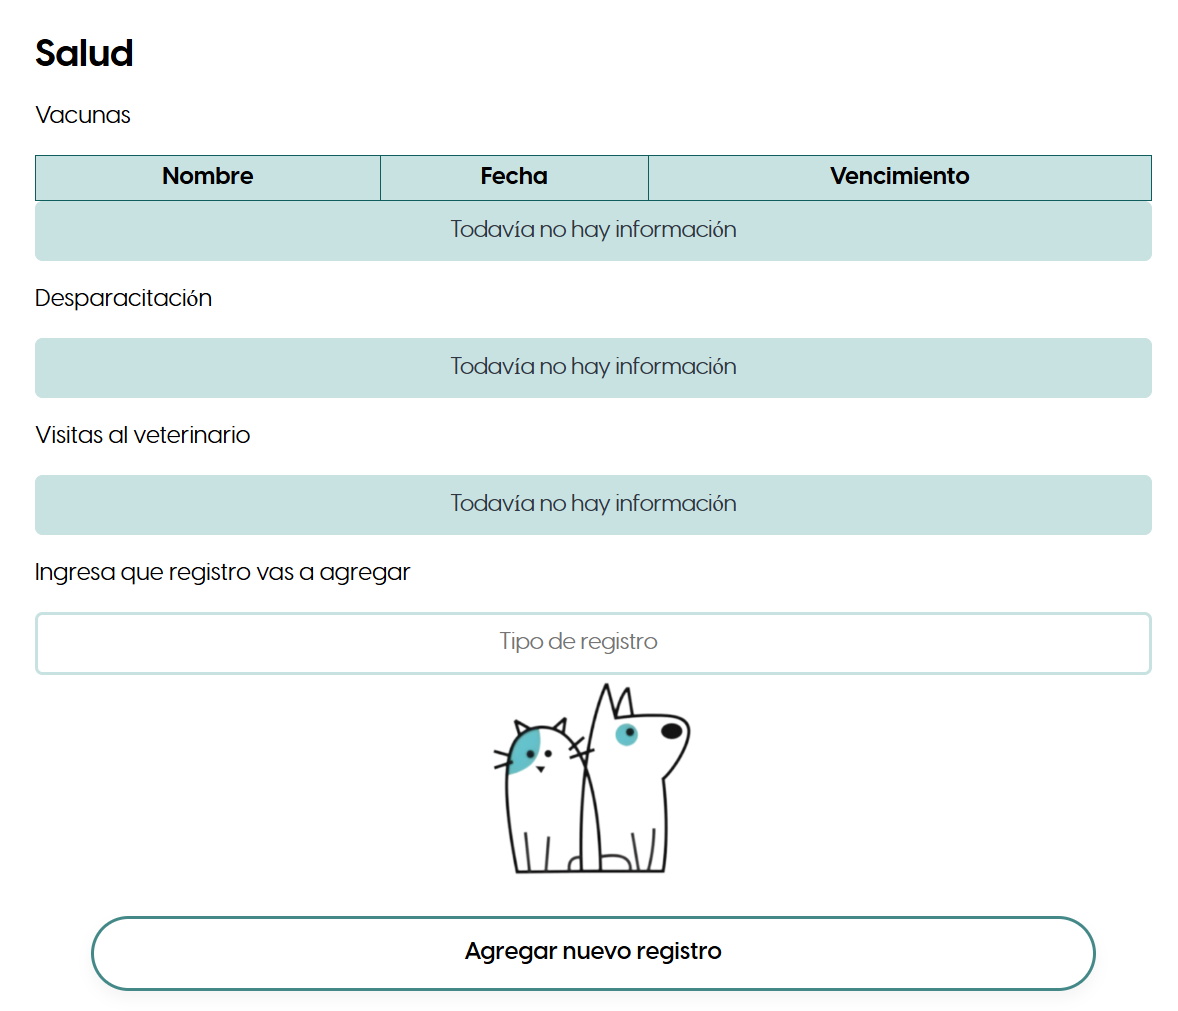 Salud
Vacunas
Nombre Fecha Vencimiento
Todavía no hay información
Desparacitación
Todavía no hay información
Visitas al veterinario
Todavía no hay información
Ingresa que registro vas a agregar
Tipo de registro
Agregar nuevo registro